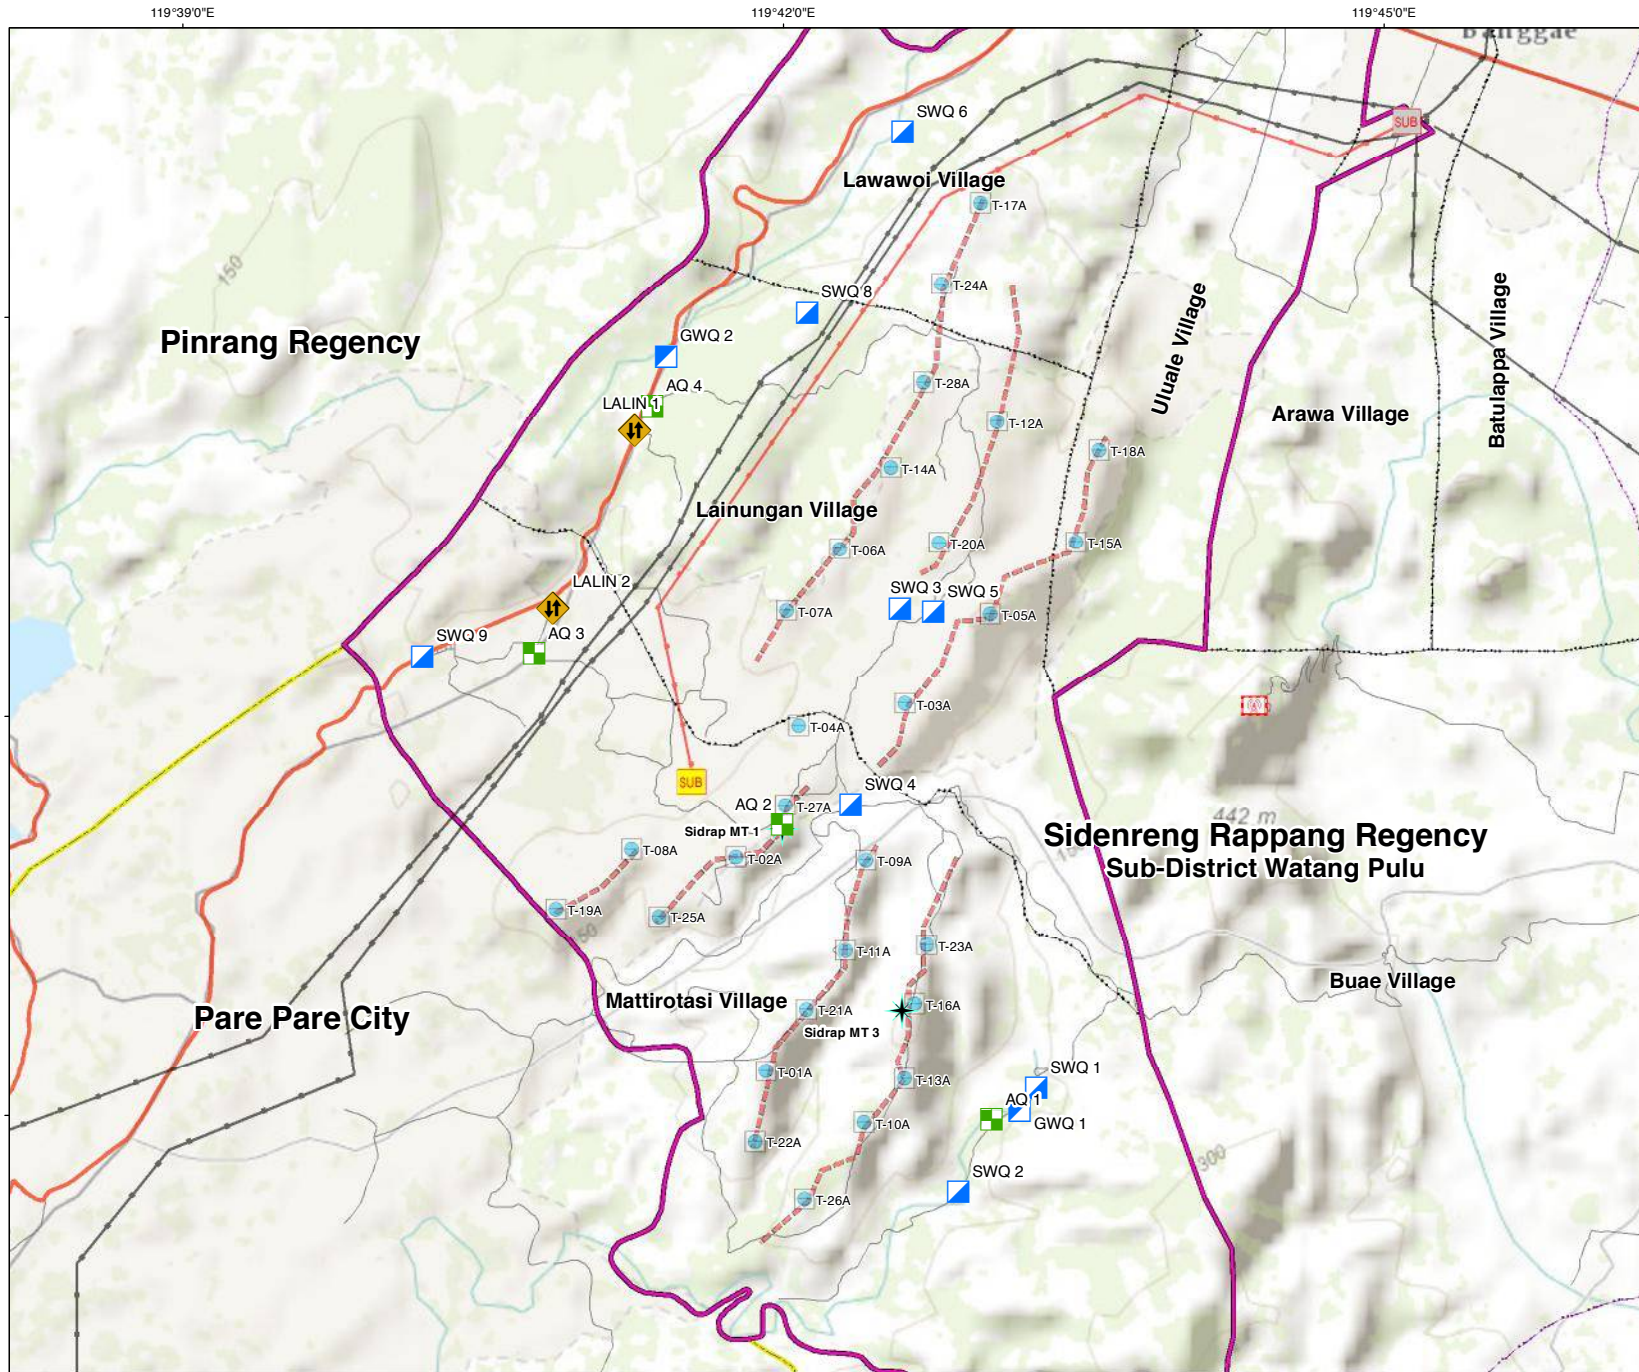 119°39'0"E
119°42'0"E
119°45'0"E
Banggae
SWQ 6
SUB
Lawawoi Village
T-17A
150
T-24A
SWQ 8
Pinrang Regency
GWQ 2
Uluale Village
Batulappa Village
AQ 4
T-28A
LALIN 1
T-12A
Arawa Village
T-18A
T-14A
Lainungan Village
T-06A
T-20A
T-15A
LALIN 2
SWQ 3
SWQ 5
T-07A
T-05A
SWQ 9
AQ 3
T-03A
T-04A
SUB
SWQ 4
AQ 2
T-27A
442 m
Sidrap MT 1
Sidenreng Rappang Regency
Sub-District Watang Pulu
T-08A
T-02A
T-09A
T-19A
T-25A
T-23A
T-11A
Buae Village
Mattirotasi Village
T-16A
T-21A
Pare Pare City
Sidrap MT 3
T-01A
T-13A
SWQ 1
AQ 1
GWQ 1
T-10A
T-22A
300
SWQ 2
T-26A